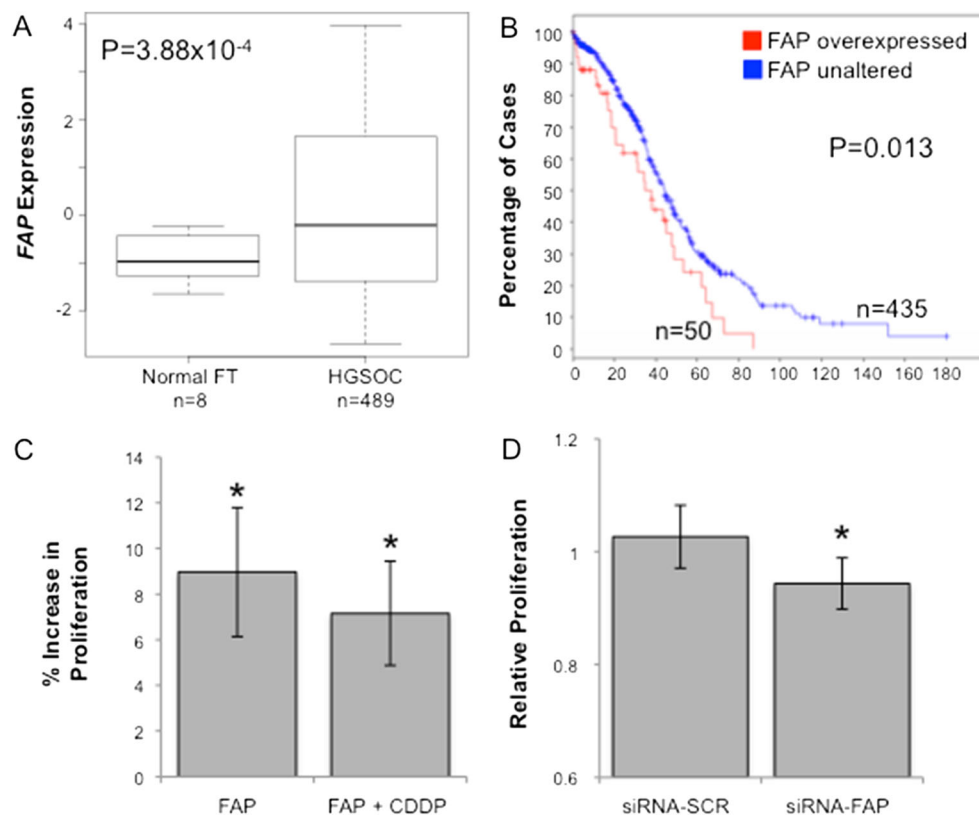 A
P=3.88x10-4
FAP Expression
4
2
0
-2
Normal FT
n=8
HGSOC
n=489
B
FAP overexpressed
FAP unaltered
P=0.013
Percentage of Cases
100
90
80
70
60
50
40
30
20
10
0
n=435
n=50
0 20 40 60 80 100 120 140 160 180
C
% Increase in
Proliferation
14
12
10
8
6
4
2
0
*
*
FAP
FAP + CDDP
D
Relative Proliferation
1.2
1
0.8
0.6
*
siRNA-SCR
siRNA-FAP